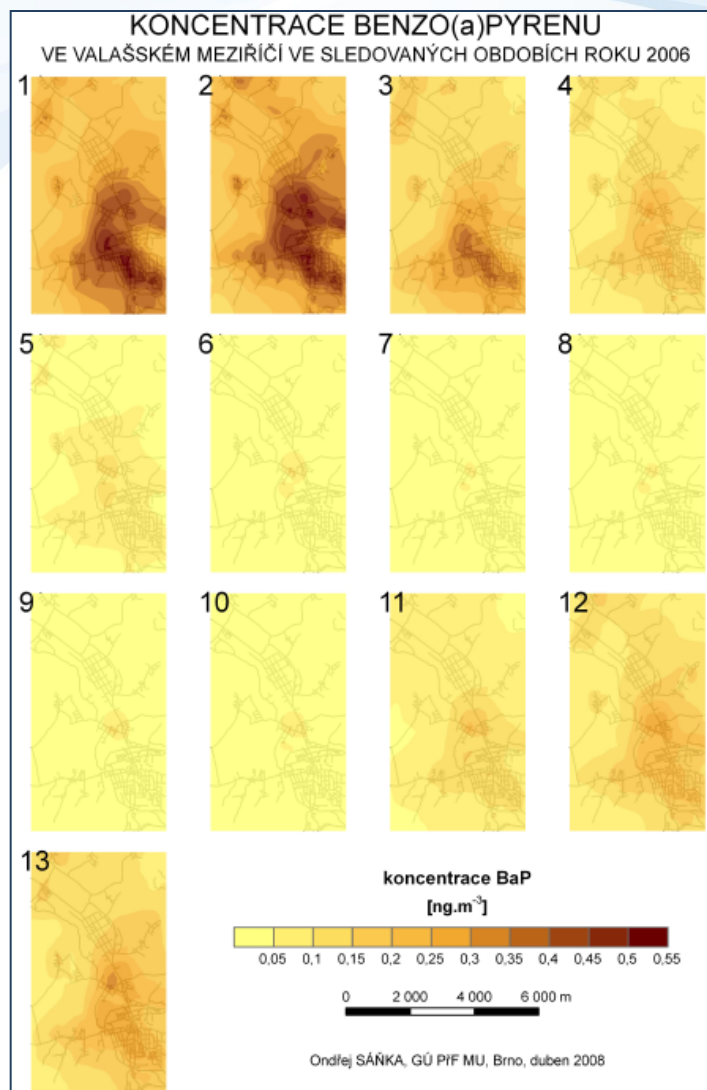 KONCENTRACE BENZO(a)PYRENU
VE VALAŠSKÉM MEZIŘÍČÍ VE SLEDOVANÝCH OBDOBÍCH ROKU 2006
1 2 3 4
5 6 7 8
9 10 11 12
13
koncentrace BaP
[ng.m⁻³]
0,05 0,1 0,15 0,2 0,25 0,3 0,35 0,4 0,45 0,5 0,55
0 2 000 4 000 6 000 m
Ondřej SÁŇKA, GÚ PřF MU, Brno, duben 2008